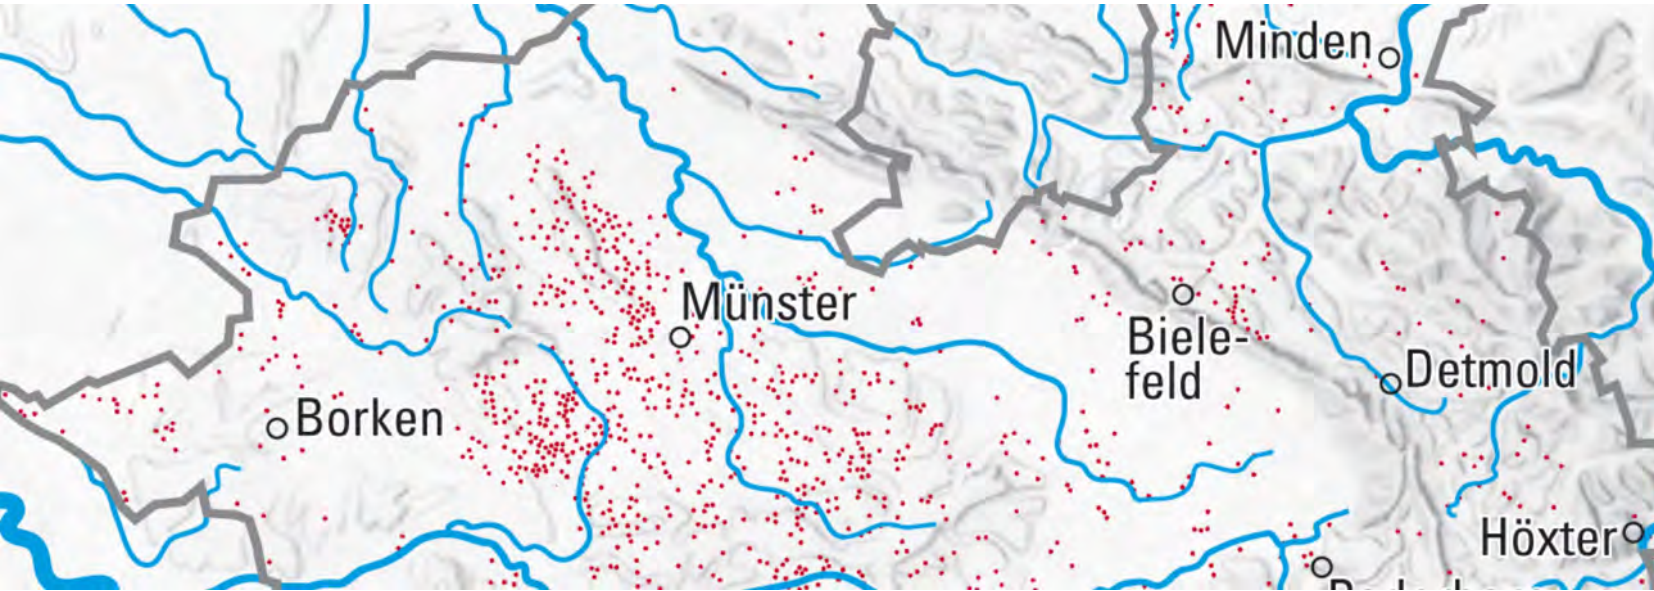 Minden
Münster
Biele-
feld
Detmold
Borken
Höxter